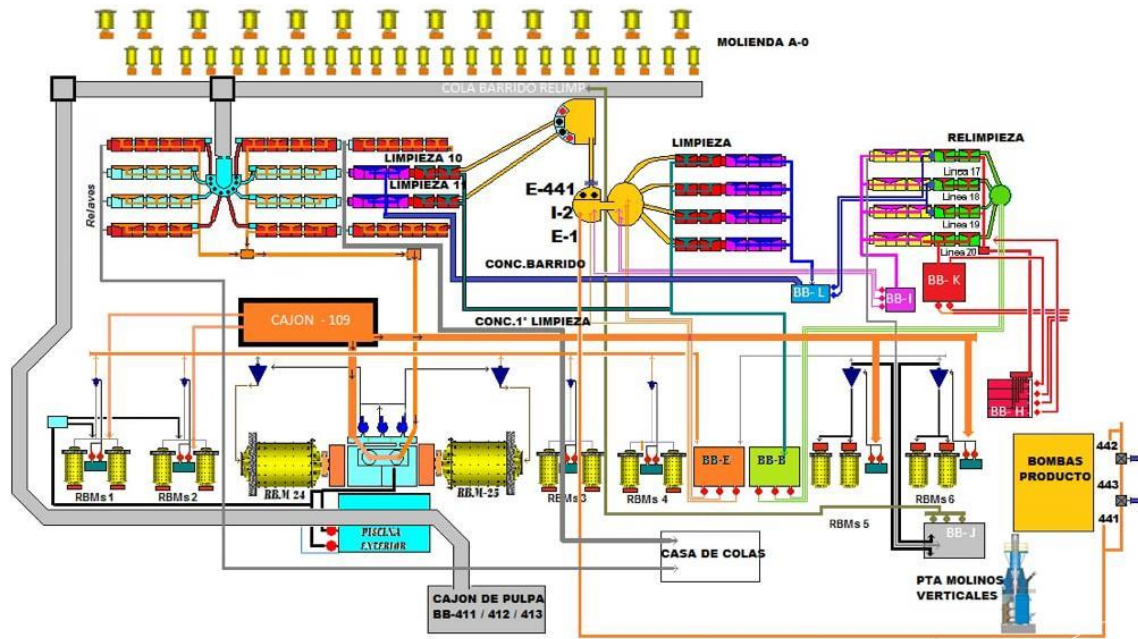 MOLIENDA A-0
COLA BARRIDO RELIMP
LIMPIEZA
RELIMPIEZA
LIMPIEZA 10
LIMPIEZA 11
Linea 17
Linea 18
Linea 19
Linea 20
Relaves
E-441
I-2
E-1
CONC.BARRIDO
BB- L
BB- I
BB- K
CAJON - 109
CONC.1° LIMPIEZA
BB- H
RBMs 1
RBMs 2
RBM 24
RBM-25
RBMs 3
RBMs 4
BB-E
BB-B
RBMs 5
RBMs 6
BOMBAS
PRODUCTO
442
443
441
PISCINA
EXTERIOR
CASA DE COLAS
BB- J
PTA MOLINOS
VERTICALES
CAJON DE PULPA
BB-411 / 412 / 413